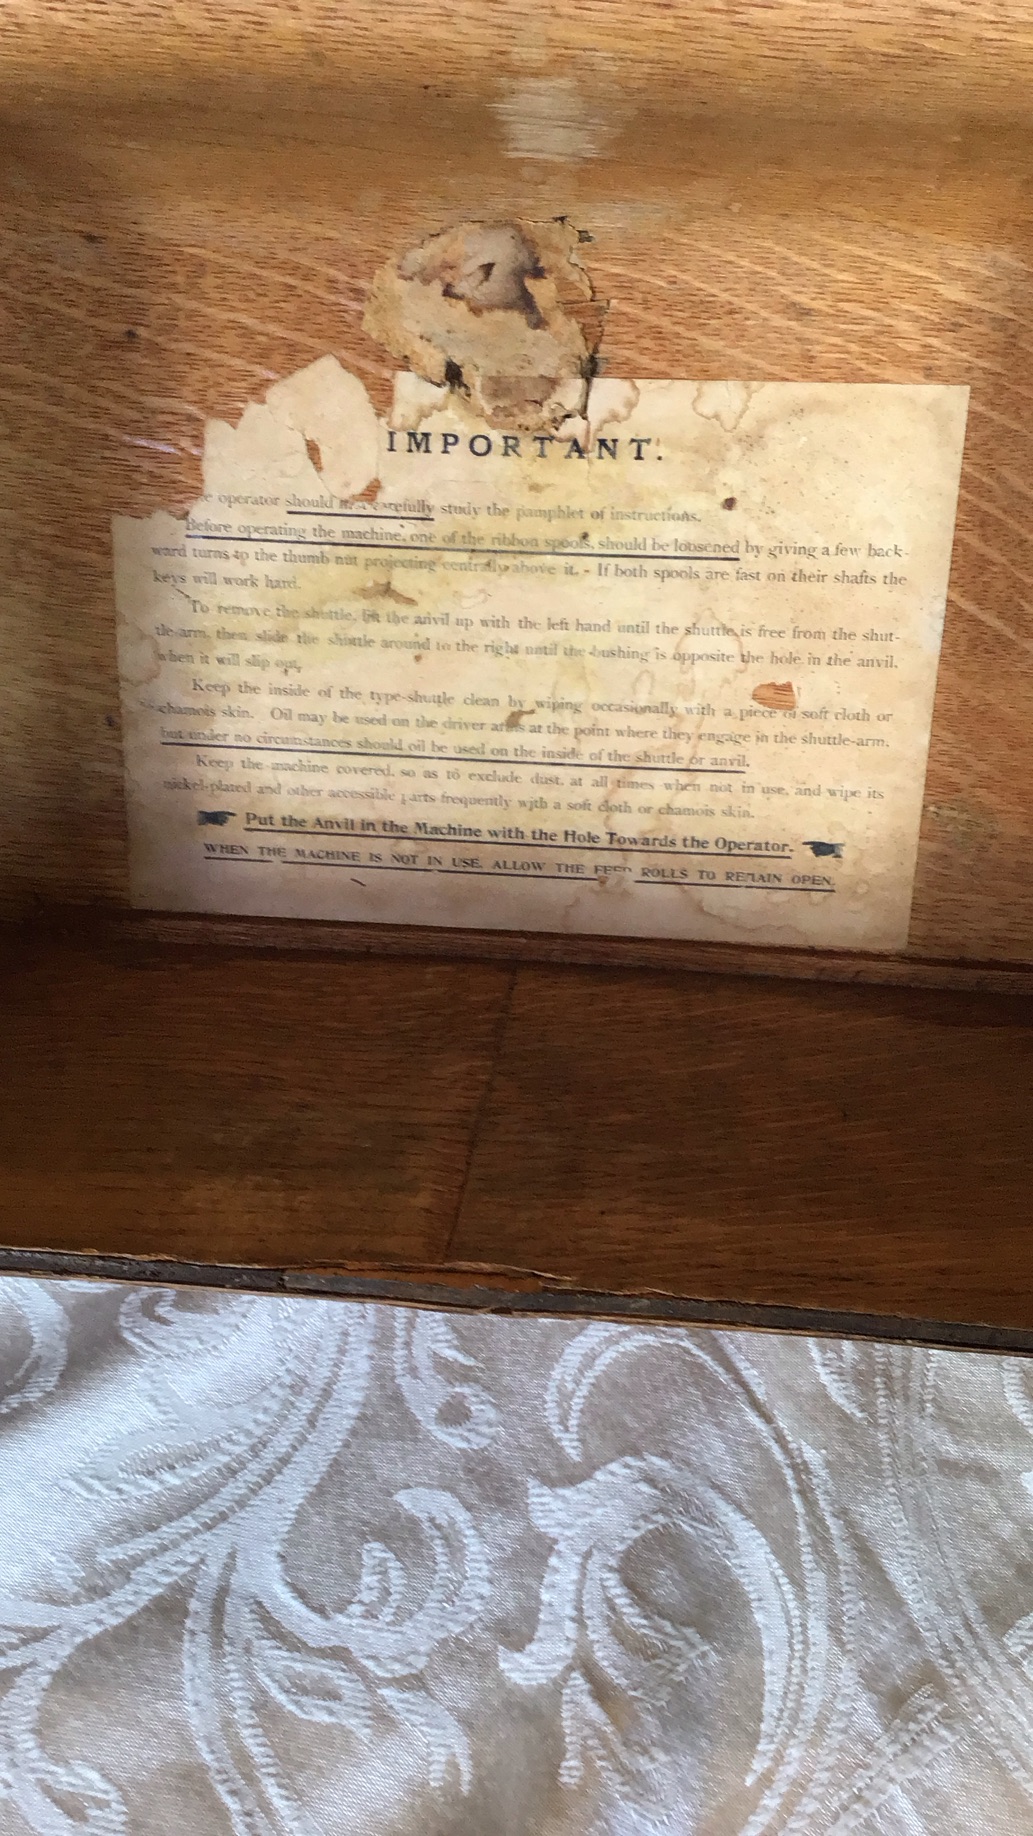 IMPORTANT.
operator should carefully study the pamphlet of instructions.
Before operating the machine, one of the ribbon spools, should be loosened by giving a few back-
ward turns to the thumb nut projecting centrally above it. - If both spools are fast on their shafts the
keys will work hard.
To remove the shuttle, lift the anvil up with the left hand until the shuttle is free from the shut-
tle-arm, then slide the shuttle around to the right until the bushing is opposite the hole in the anvil,
when it will slip out.
Keep the inside of the type-shuttle clean by wiping occasionally with a piece of soft cloth or
chamois skin. Oil may be used on the driver arms at the point where they engage in the shuttle-arm,
but under no circumstances should oil be used on the inside of the shuttle or anvil.
Keep the machine covered, so as to exclude dust, at all times when not in use, and wipe its
nickel-plated and other accessible parts frequently with a soft cloth or chamois skin.
Put the Anvil in the Machine with the Hole Towards the Operator.
WHEN THE MACHINE IS NOT IN USE, ALLOW THE FEED ROLLS TO REMAIN OPEN.